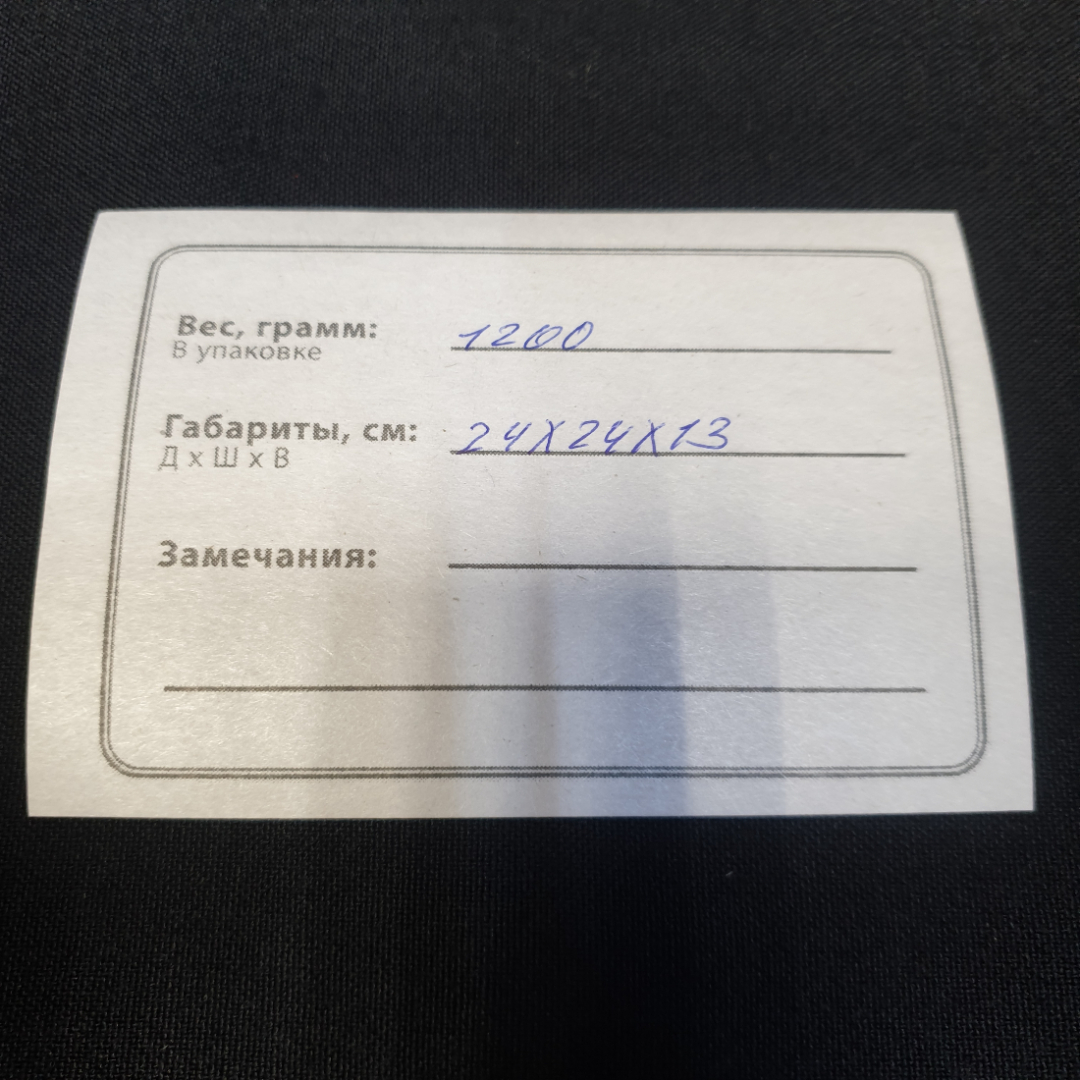 Вес, грамм: 1200
В упаковке
Габариты, см: 24х24х13
Д х Ш х В
Замечания: